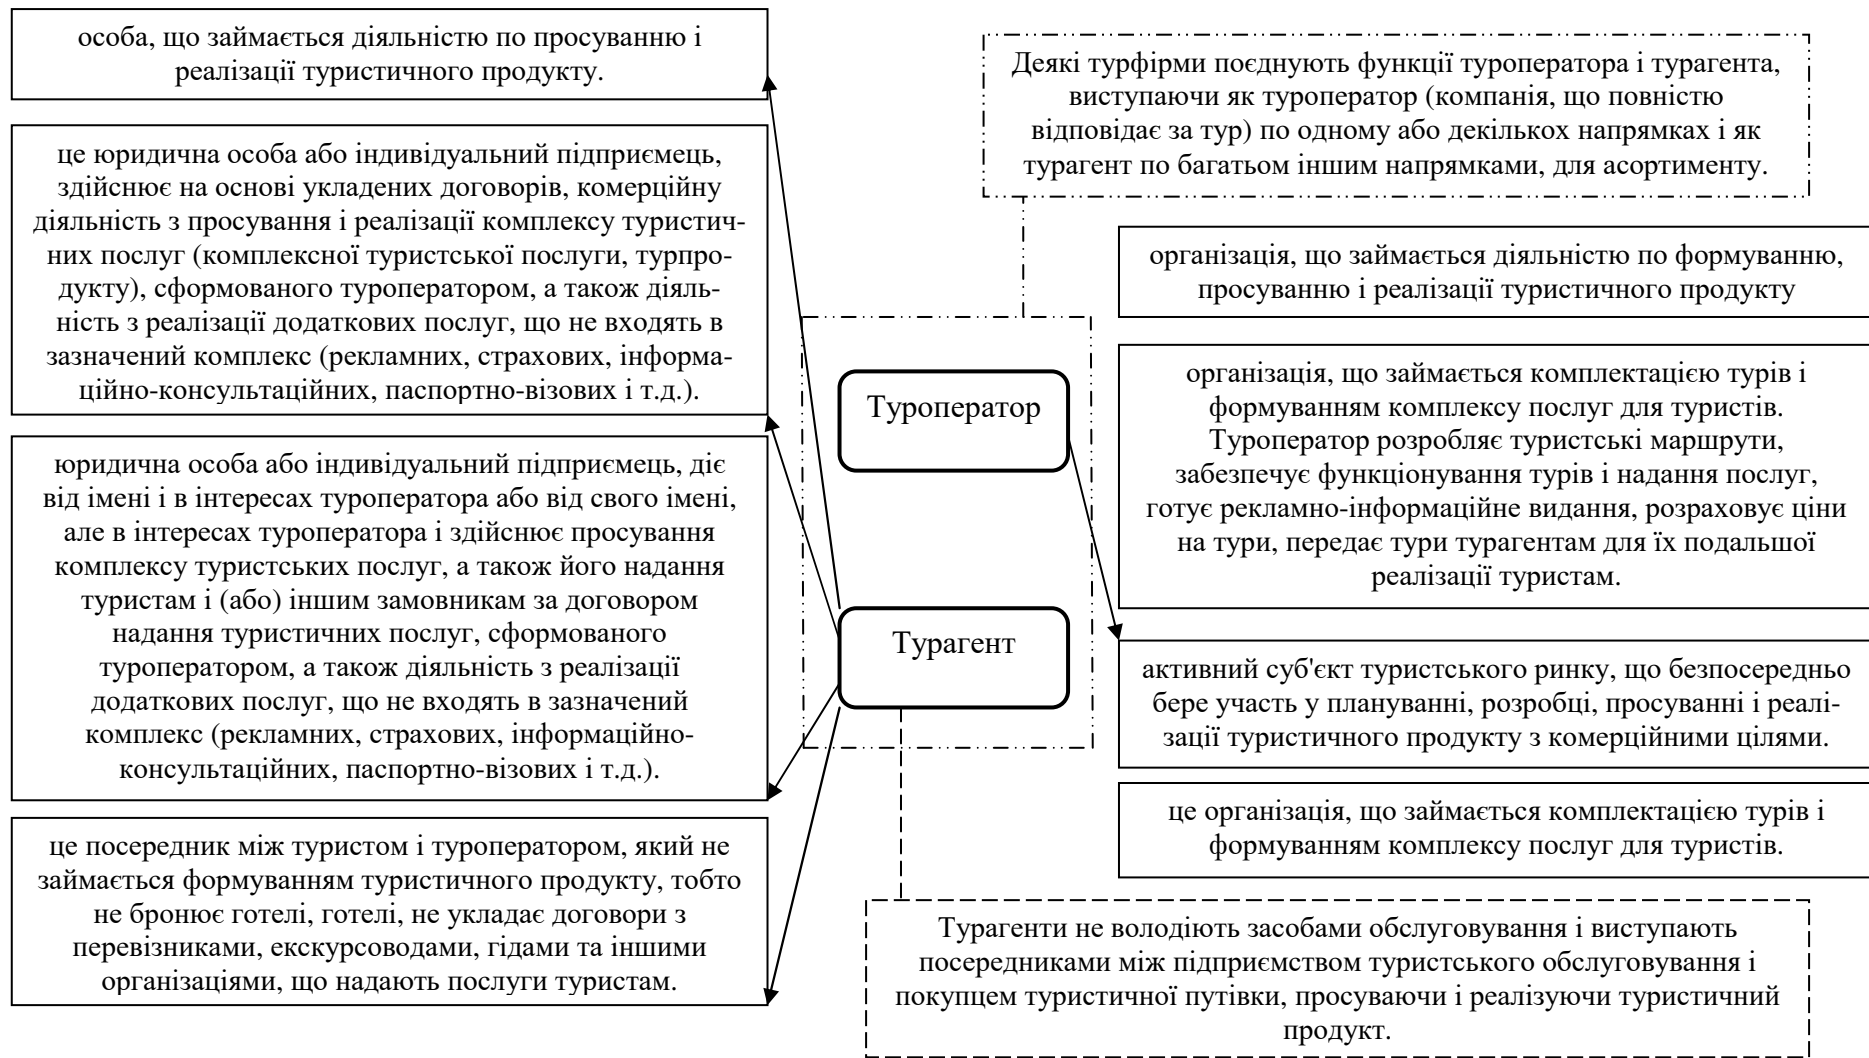 особа, що займається діяльністю по просуванню і
реалізації туристичного продукту.
це юридична особа або індивідуальний підприємець,
здійснює на основі укладених договорів, комерційну
діяльність з просування і реалізації комплексу туристич-
них послуг (комплексної туристської послуги, турпро-
дукту), сформованого туроператором, а також діяль-
ність з реалізації додаткових послуг, що не входять в
зазначений комплекс (рекламних, страхових, інформа-
ційно-консультаційних, паспортно-візових і т.д.).
юридична особа або індивідуальний підприємець, діє
від імені і в інтересах туроператора або від свого імені,
але в інтересах туроператора і здійснює просування
комплексу туристських послуг, а також його надання
туристам і (або) іншим замовникам за договором
надання туристичних послуг, сформованого
туроператором, а також діяльність з реалізації
додаткових послуг, що не входять в зазначений
комплекс (рекламних, страхових, інформаційно-
консультаційних, паспортно-візових і т.д.).
це посередник між туристом і туроператором, який не
займається формуванням туристичного продукту, тобто
не бронює готелі, готелі, не укладає договори з
перевізниками, екскурсоводами, гідами та іншими
організаціями, що надають послуги туристам.
Деякі турфірми поєднують функції туроператора і турагента,
виступаючи як туроператор (компанія, що повністю
відповідає за тур) по одному або декількох напрямках і як
турагент по багатьом іншим напрямками, для асортименту.
Туроператор
Турагент
організація, що займається діяльністю по формуванню,
просуванню і реалізації туристичного продукту
організація, що займається комплектацією турів і
формуванням комплексу послуг для туристів.
Туроператор розробляє туристські маршрути,
забезпечує функціонування турів і надання послуг,
готує рекламно-інформаційне видання, розраховує ціни
на тури, передає тури турагентам для їх подальшої
реалізації туристам.
активний суб'єкт туристського ринку, що безпосередньо
бере участь у плануванні, розробці, просуванні і реалі-
зації туристичного продукту з комерційними цілями.
це організація, що займається комплектацією турів і
формуванням комплексу послуг для туристів.
Турагенти не володіють засобами обслуговування і виступають
посередниками між підприємством туристського обслуговування і
покупцем туристичної путівки, просуваючи і реалізуючи туристичний
продукт.